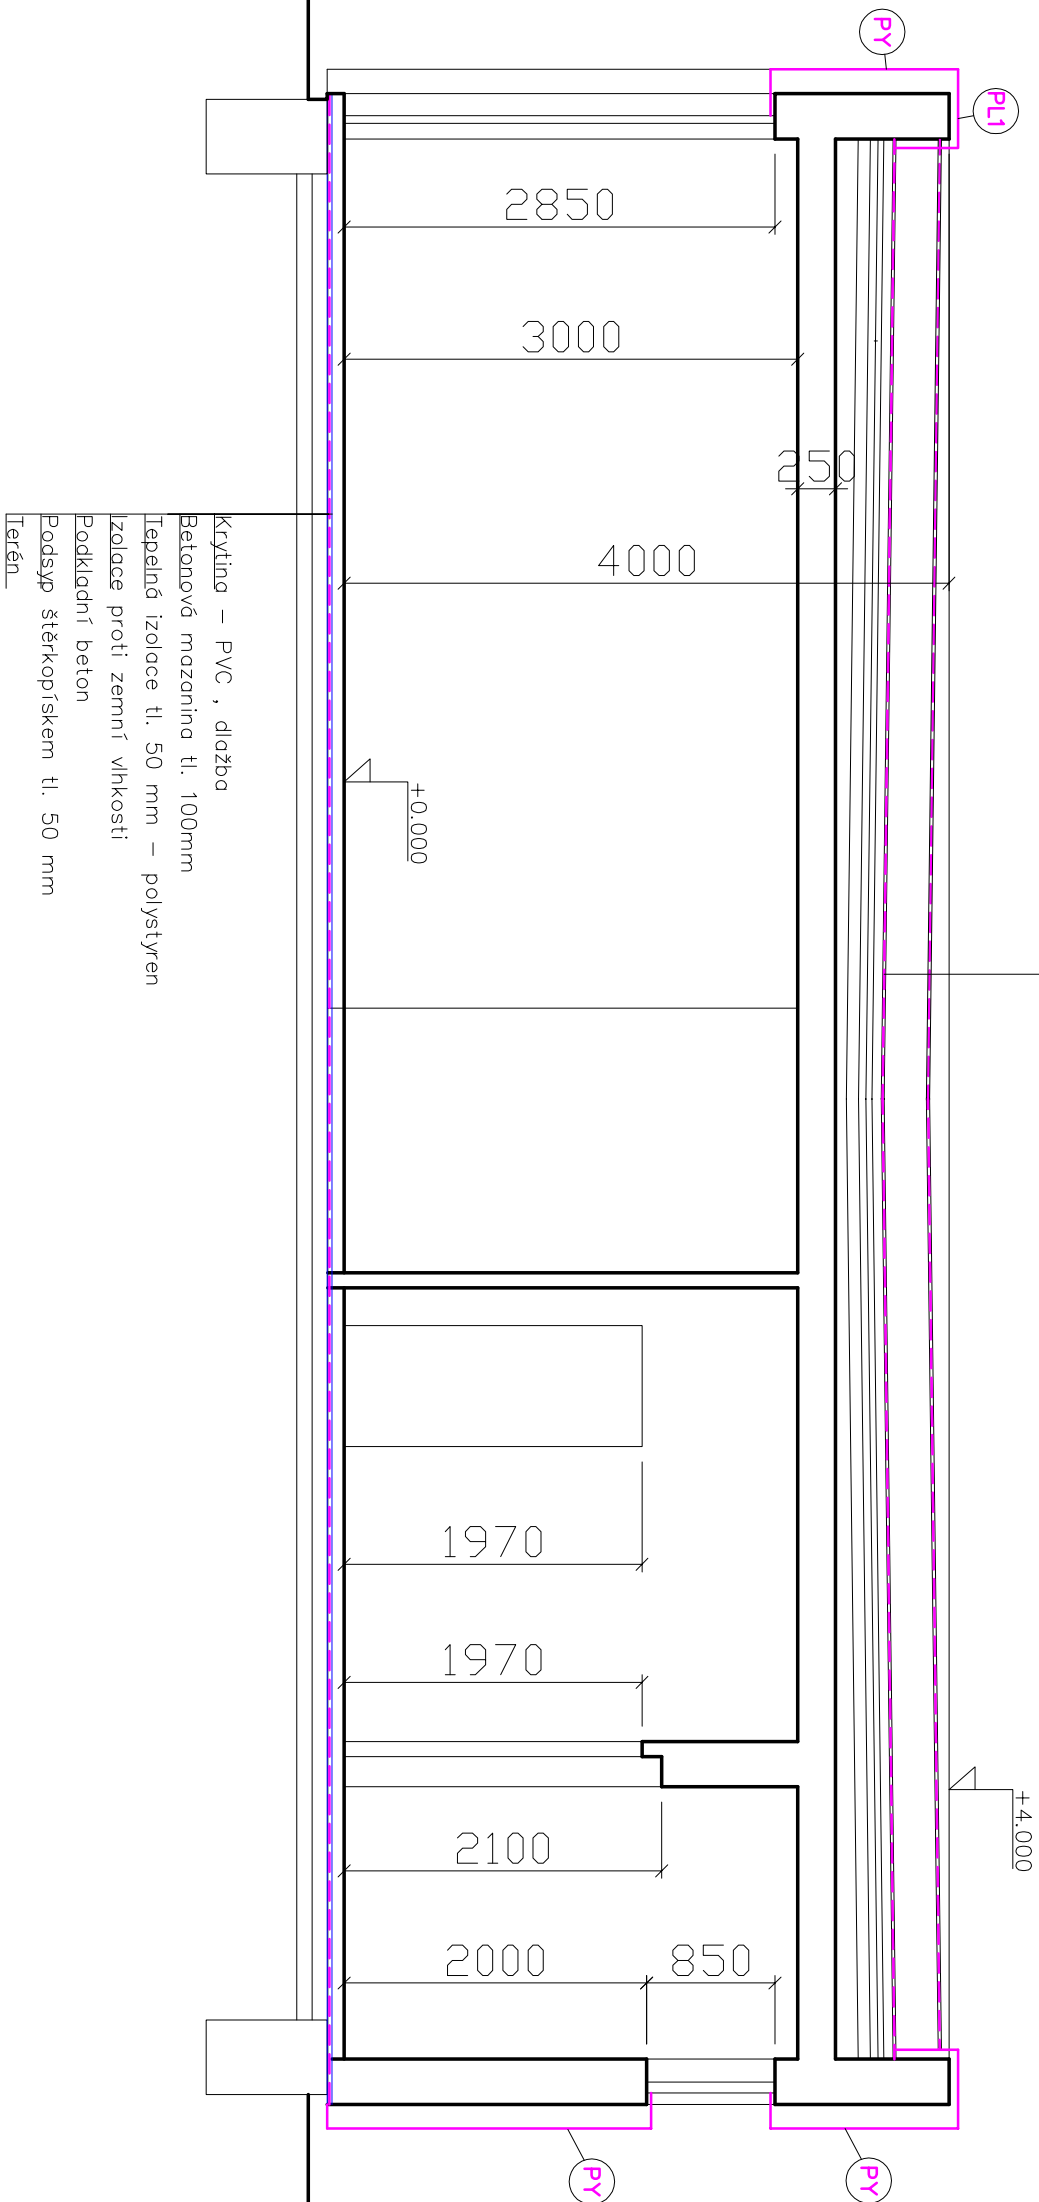 PY
PL1
2850
3000
250
4000
+0.000
Krytina - PVC , dlažba
Betonová mazanina tl. 100mm
Tepelná izolace tl. 50 mm - polystyren
Izolace proti zemní vlhkosti
Podkladní beton
Podsyp štěrkopískem tl. 50 mm
Terén
1970
1970
+4.000
2100
2000
850
PY
PY